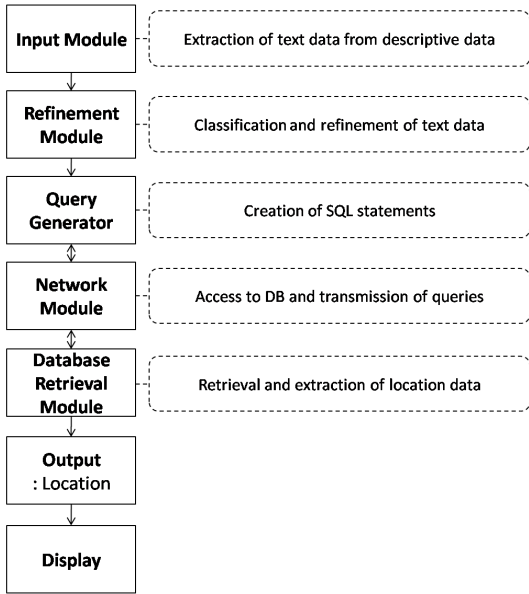 Input Module
Extraction of text data from descriptive data
Refinement
Module
Classification and refinement of text data
Query
Generator
Creation of SQL statements
Network
Module
Access to DB and transmission of queries
Database
Retrieval
Module
Retrieval and extraction of location data
Output
: Location
Display